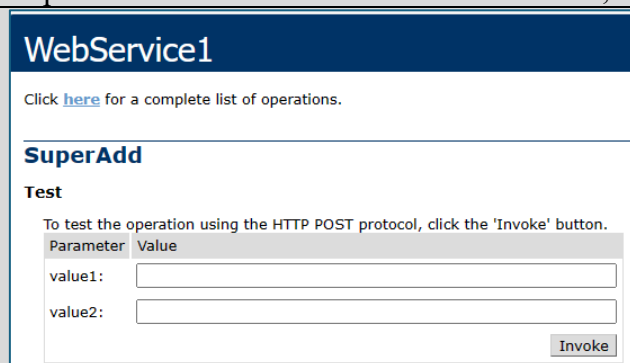 WebService1
Click here for a complete list of operations.
SuperAdd
Test
To test the operation using the HTTP POST protocol, click the 'Invoke' button.
Parameter Value
value1:
value2:
Invoke